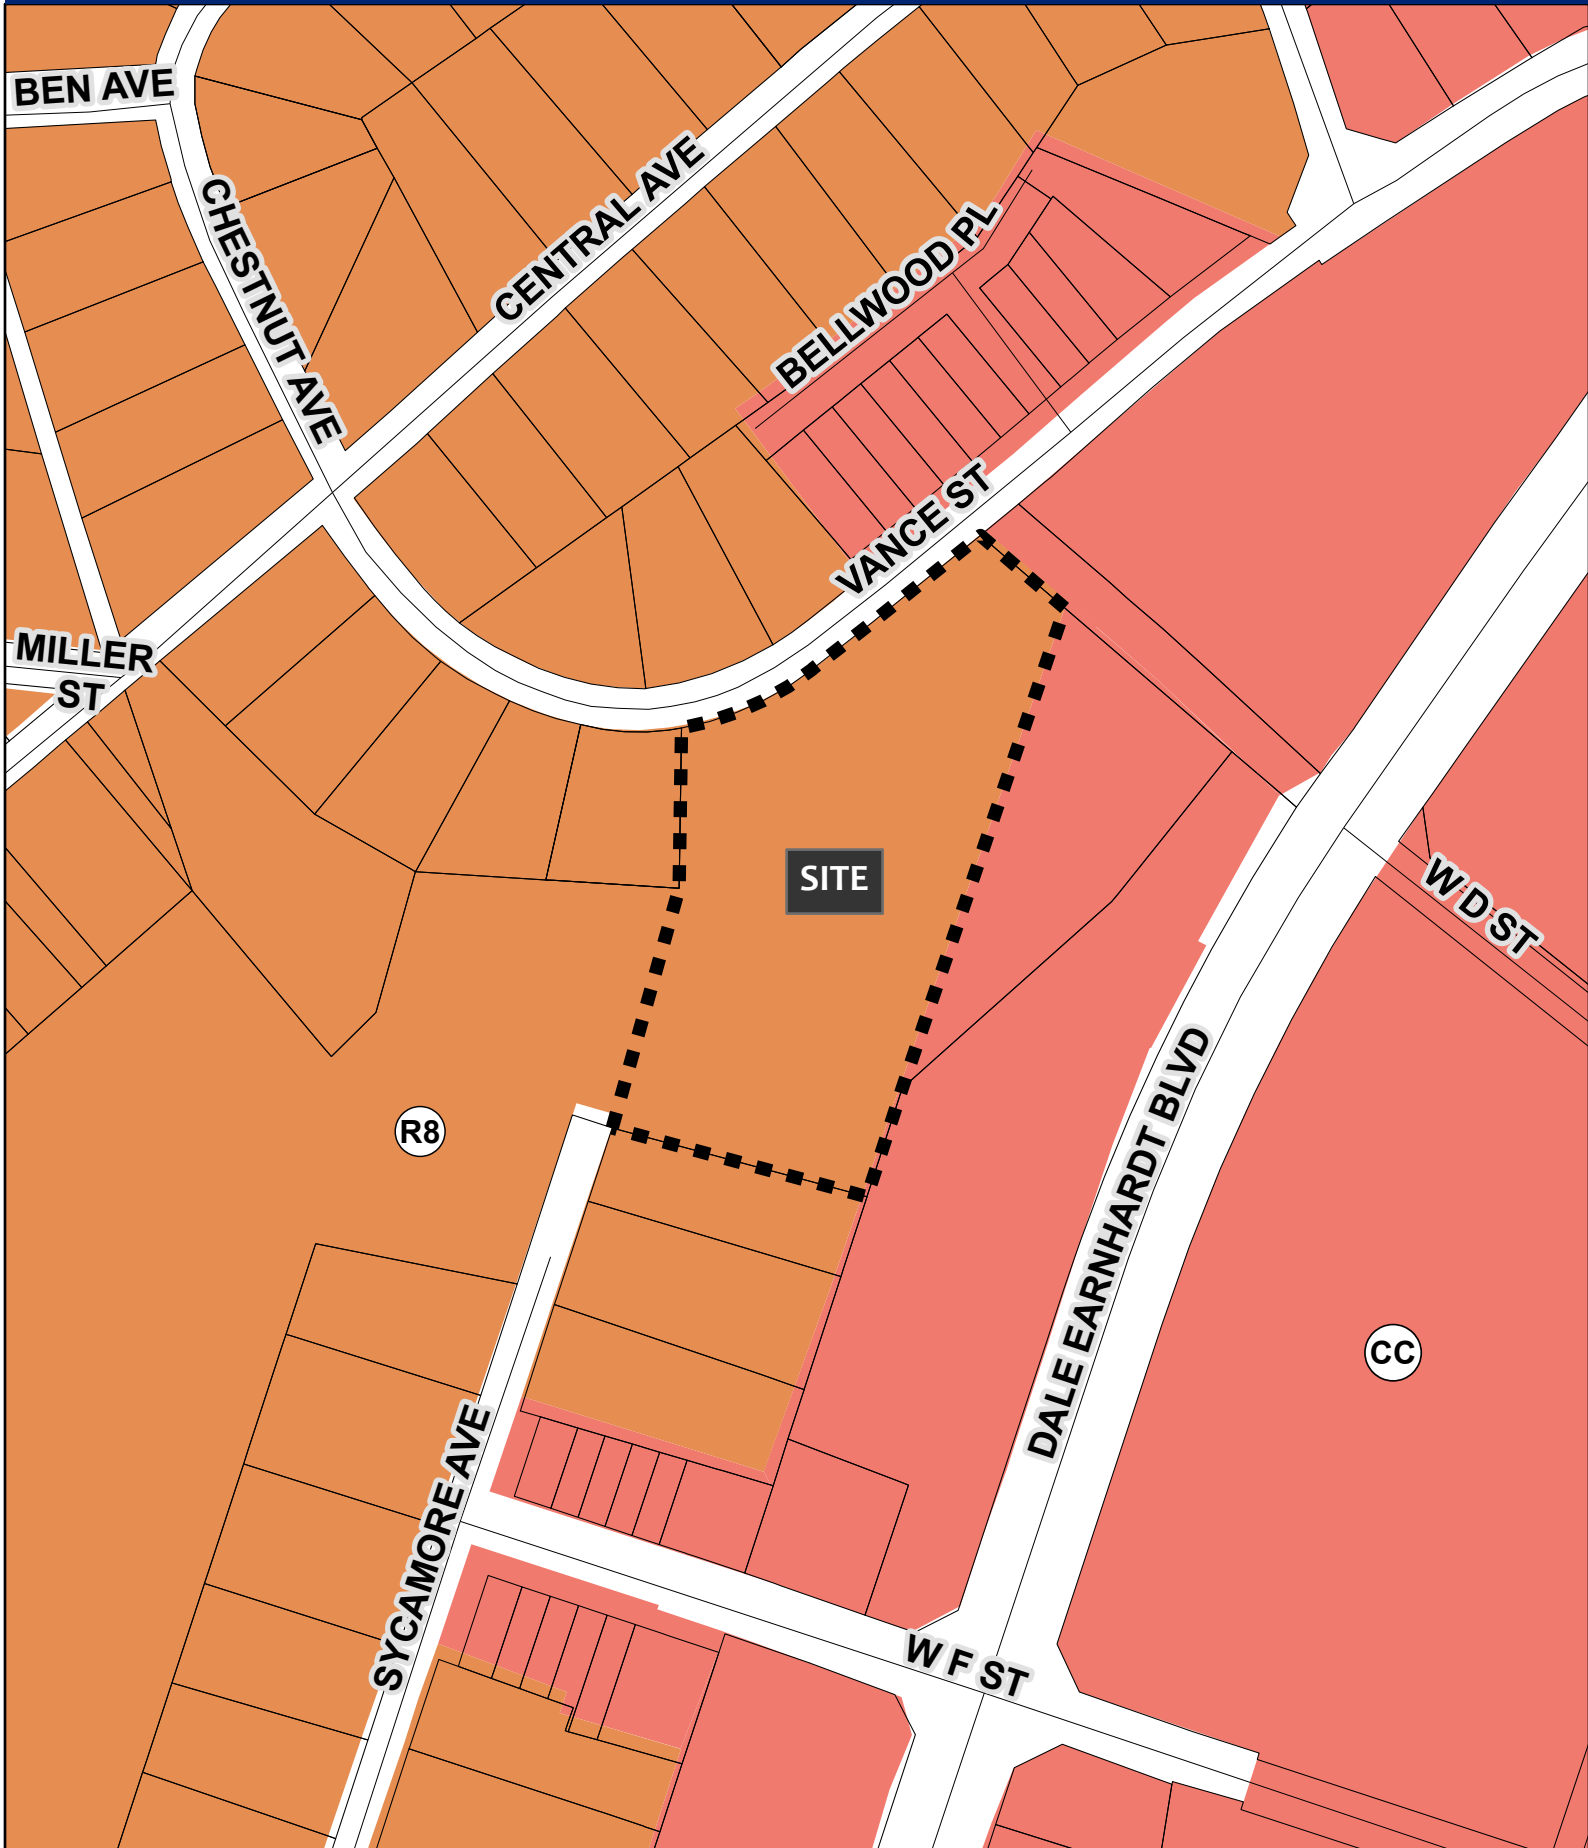 BEN AVE
CHESTNUT AVE
CENTRAL AVE
BELLWOOD PL
VANCE ST
MILLER
ST
SITE
W D ST
R8
DALE EARNHARDT BLVD
CC
SYCAMORE AVE
W F ST